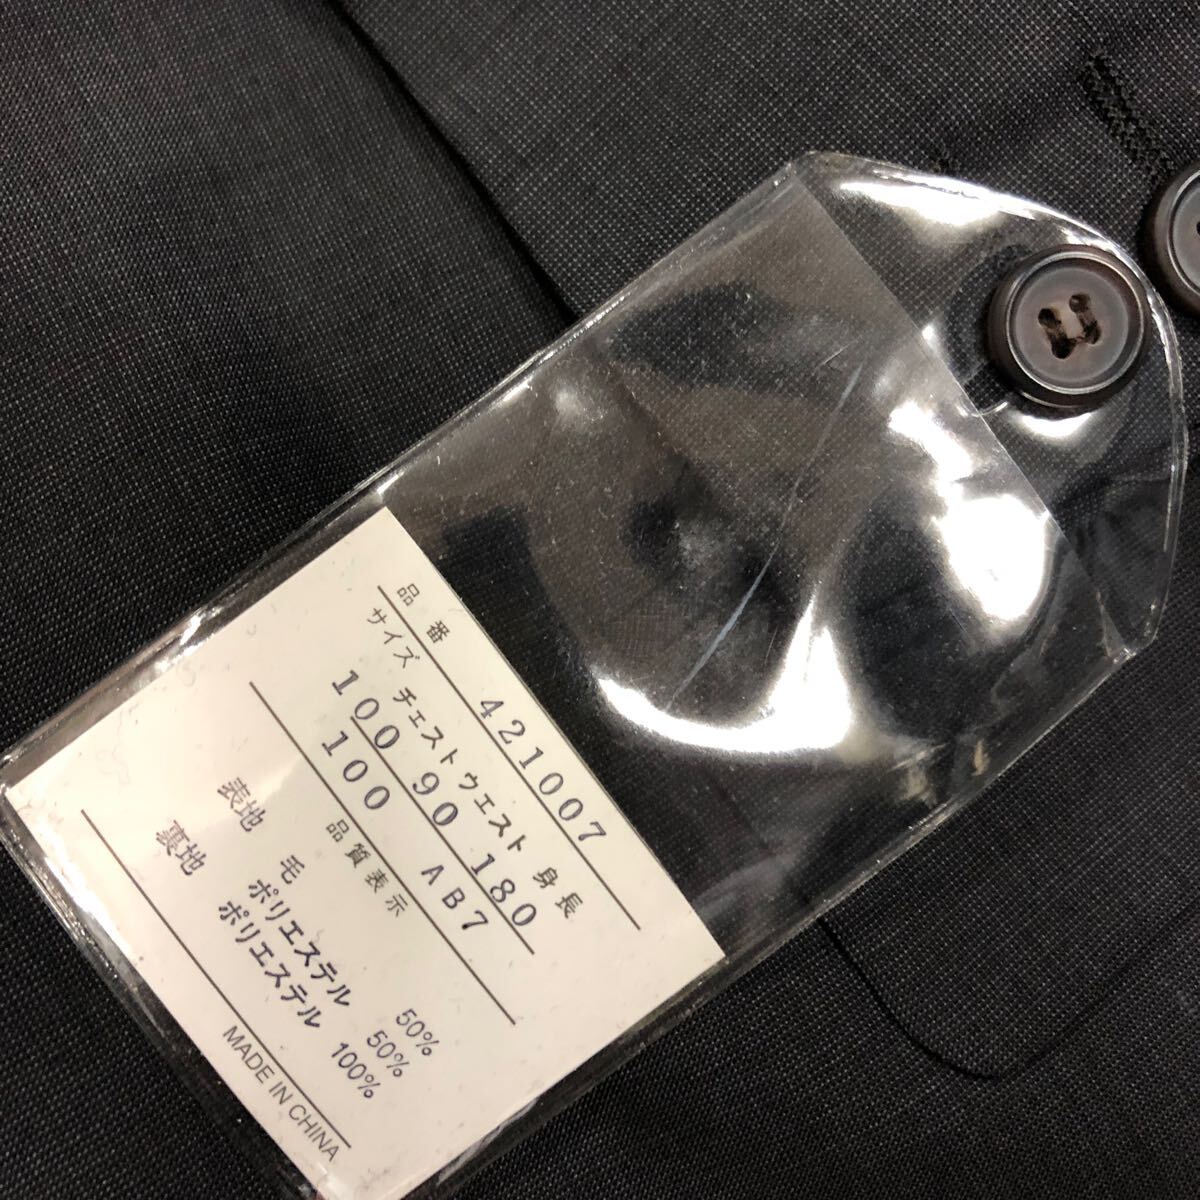 品番 421007
サイズ チェスト ウエスト 身長
100 90 180
100 AB7
品質表示
表地 毛 50%
ポリエステル 50%
裏地 ポリエステル 100%
MADE IN CHINA